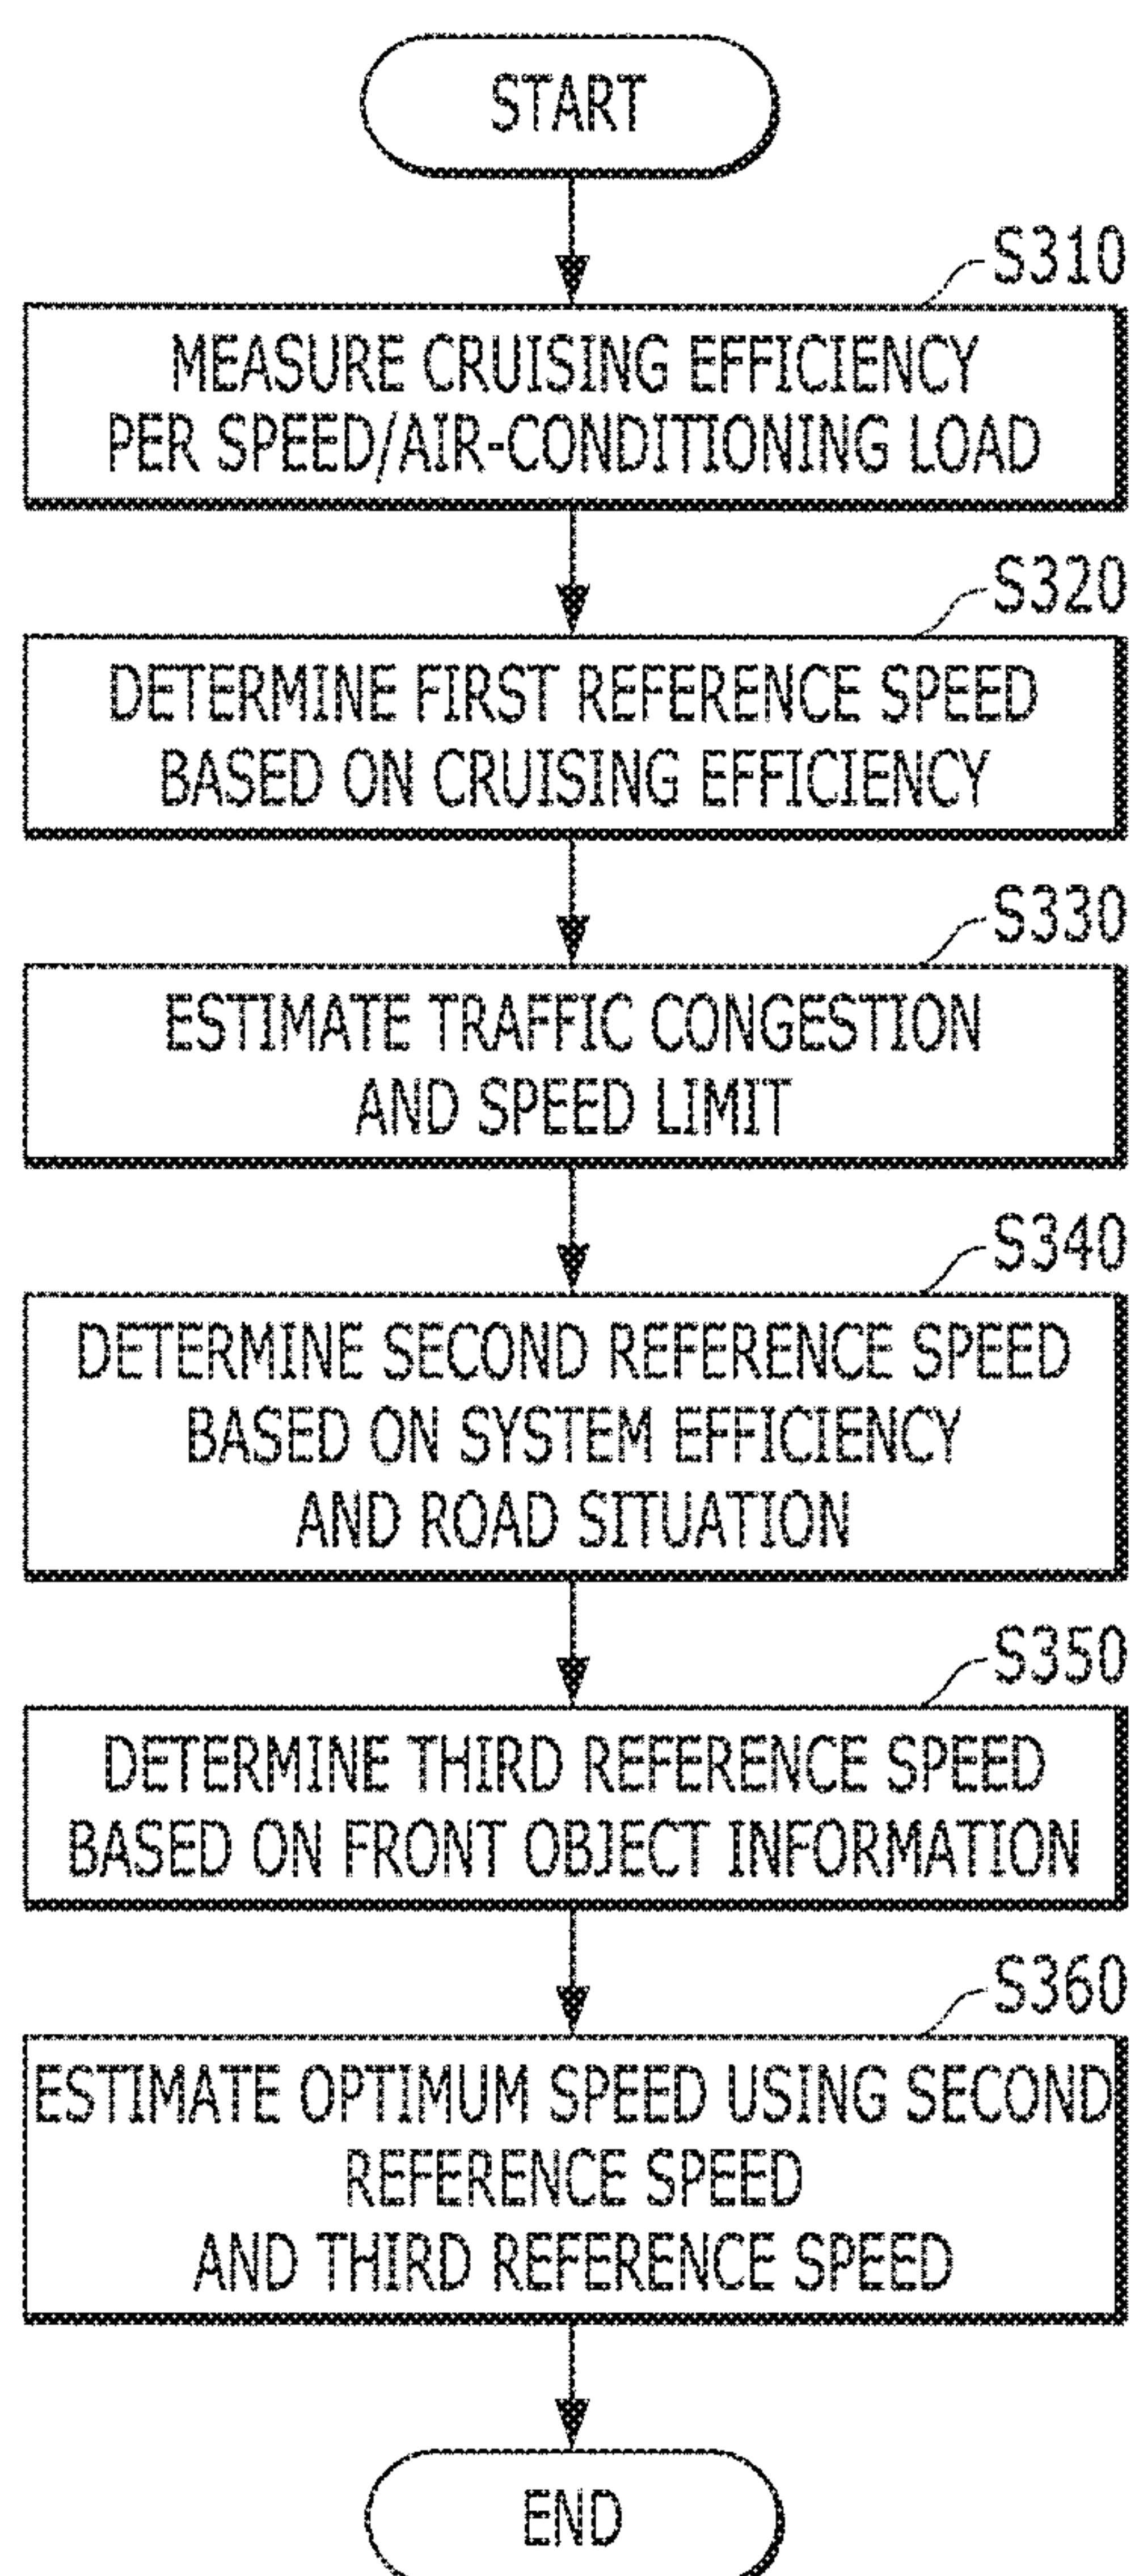 START
S310
MEASURE CRUISING EFFICIENCY
PER SPEED/AIR-CONDITIONING LOAD
S320
DETERMINE FIRST REFERENCE SPEED
BASED ON CRUISING EFFICIENCY
S330
ESTIMATE TRAFFIC CONGESTION
AND SPEED LIMIT
S340
DETERMINE SECOND REFERENCE SPEED
BASED ON SYSTEM EFFICIENCY
AND ROAD SITUATION
S350
DETERMINE THIRD REFERENCE SPEED
BASED ON FRONT OBJECT INFORMATION
S360
ESTIMATE OPTIMUM SPEED USING SECOND
REFERENCE SPEED
AND THIRD REFERENCE SPEED
END